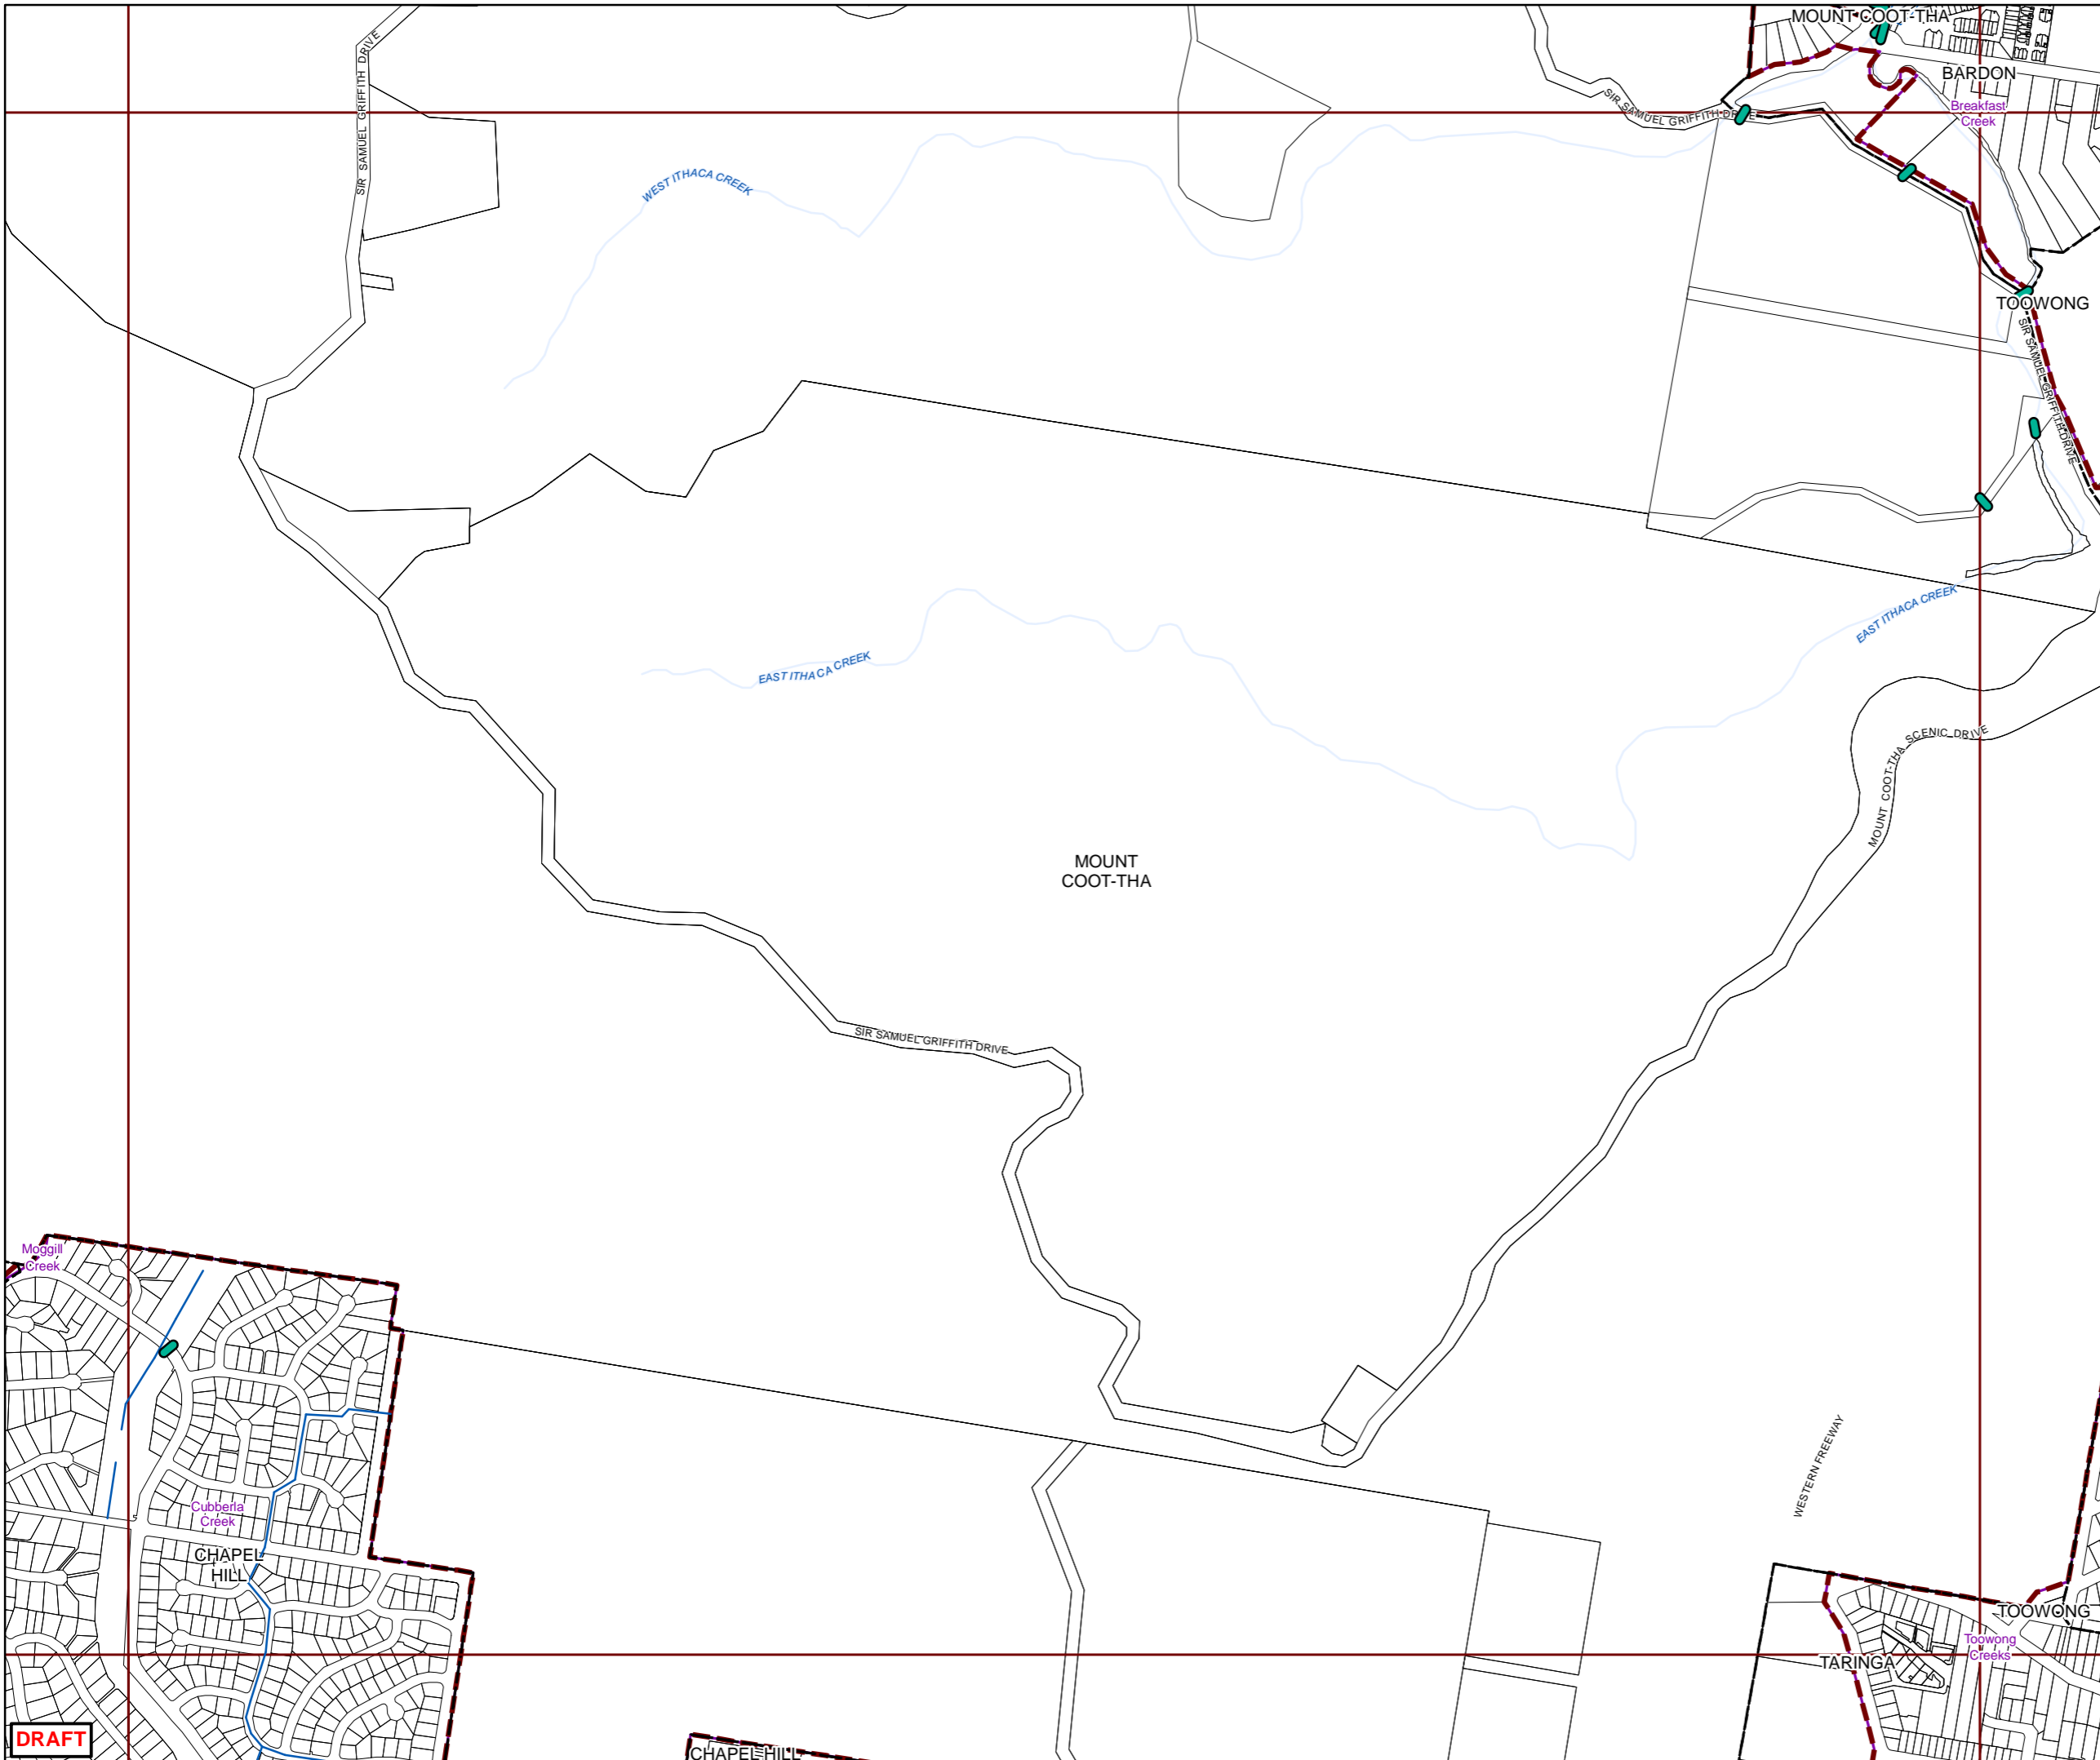 MOUNT COOT-THA
SIR SAMUEL GRIFFITH DRIVE
BARDON
SIR SAMUEL GRIFFITH DRIVE
Breakfast
Creek
WEST ITHACA CREEK
TOOWONG
SIR SAMUEL GRIFFITH DRIVE
EAST ITHACA CREEK
EAST ITHACA CREEK
MOUNT COOT-THA SCENIC DRIVE
MOUNT
COOT-THA
SIR SAMUEL GRIFFITH DRIVE
Moggill
Creek
WESTERN FREEWAY
Cubberla
Creek
CHAPEL
HILL
TOOWONG
Toowong
Creeks
TARINGA
DRAFT
CHAPEL HILL